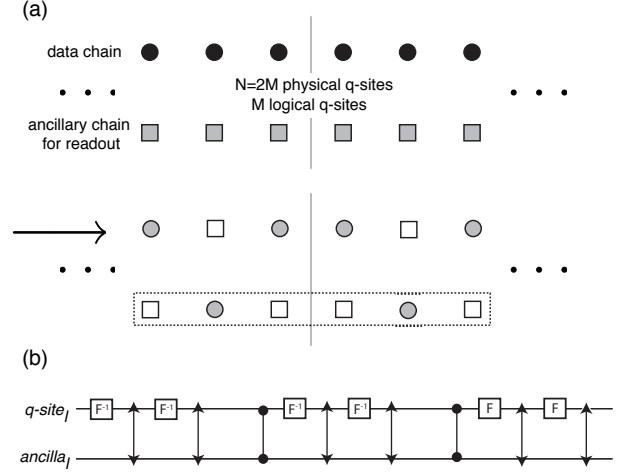 (a)
data chain
N=2M physical q-sites
M logical q-sites
ancillary chain
for readout
(b)
q-site_l F⁻¹ F⁻¹ F⁻¹ F⁻¹ F F
ancilla_l